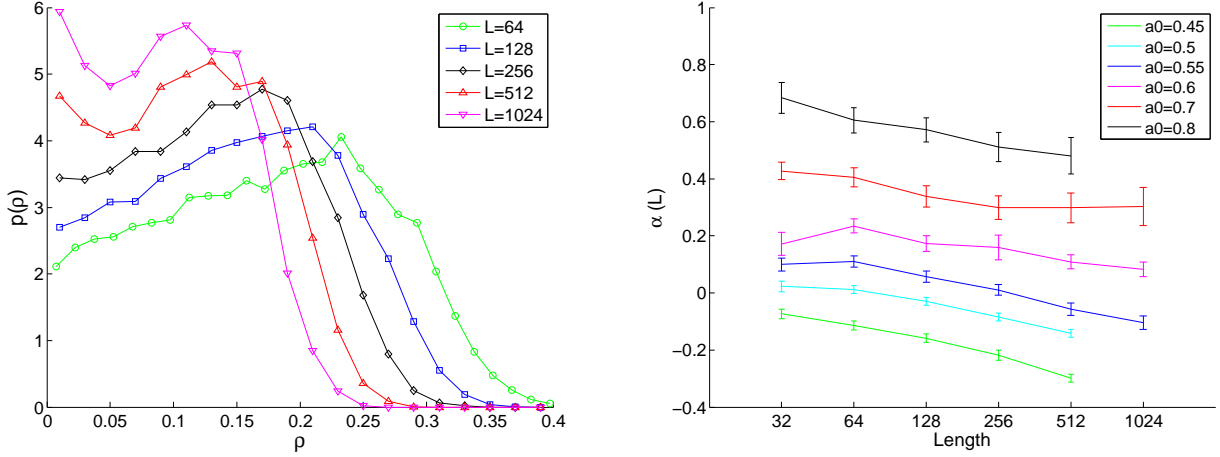 6
5
4
3
2
1
0
p(ρ)
0
0.05
0.1
0.15
0.2
0.25
0.3
0.35
0.4
ρ
L=64
L=128
L=256
L=512
L=1024
1
0.8
0.6
0.4
0.2
0
−0.2
−0.4
α (L)
32
64
128
256
512
1024
Length
a0=0.45
a0=0.5
a0=0.55
a0=0.6
a0=0.7
a0=0.8